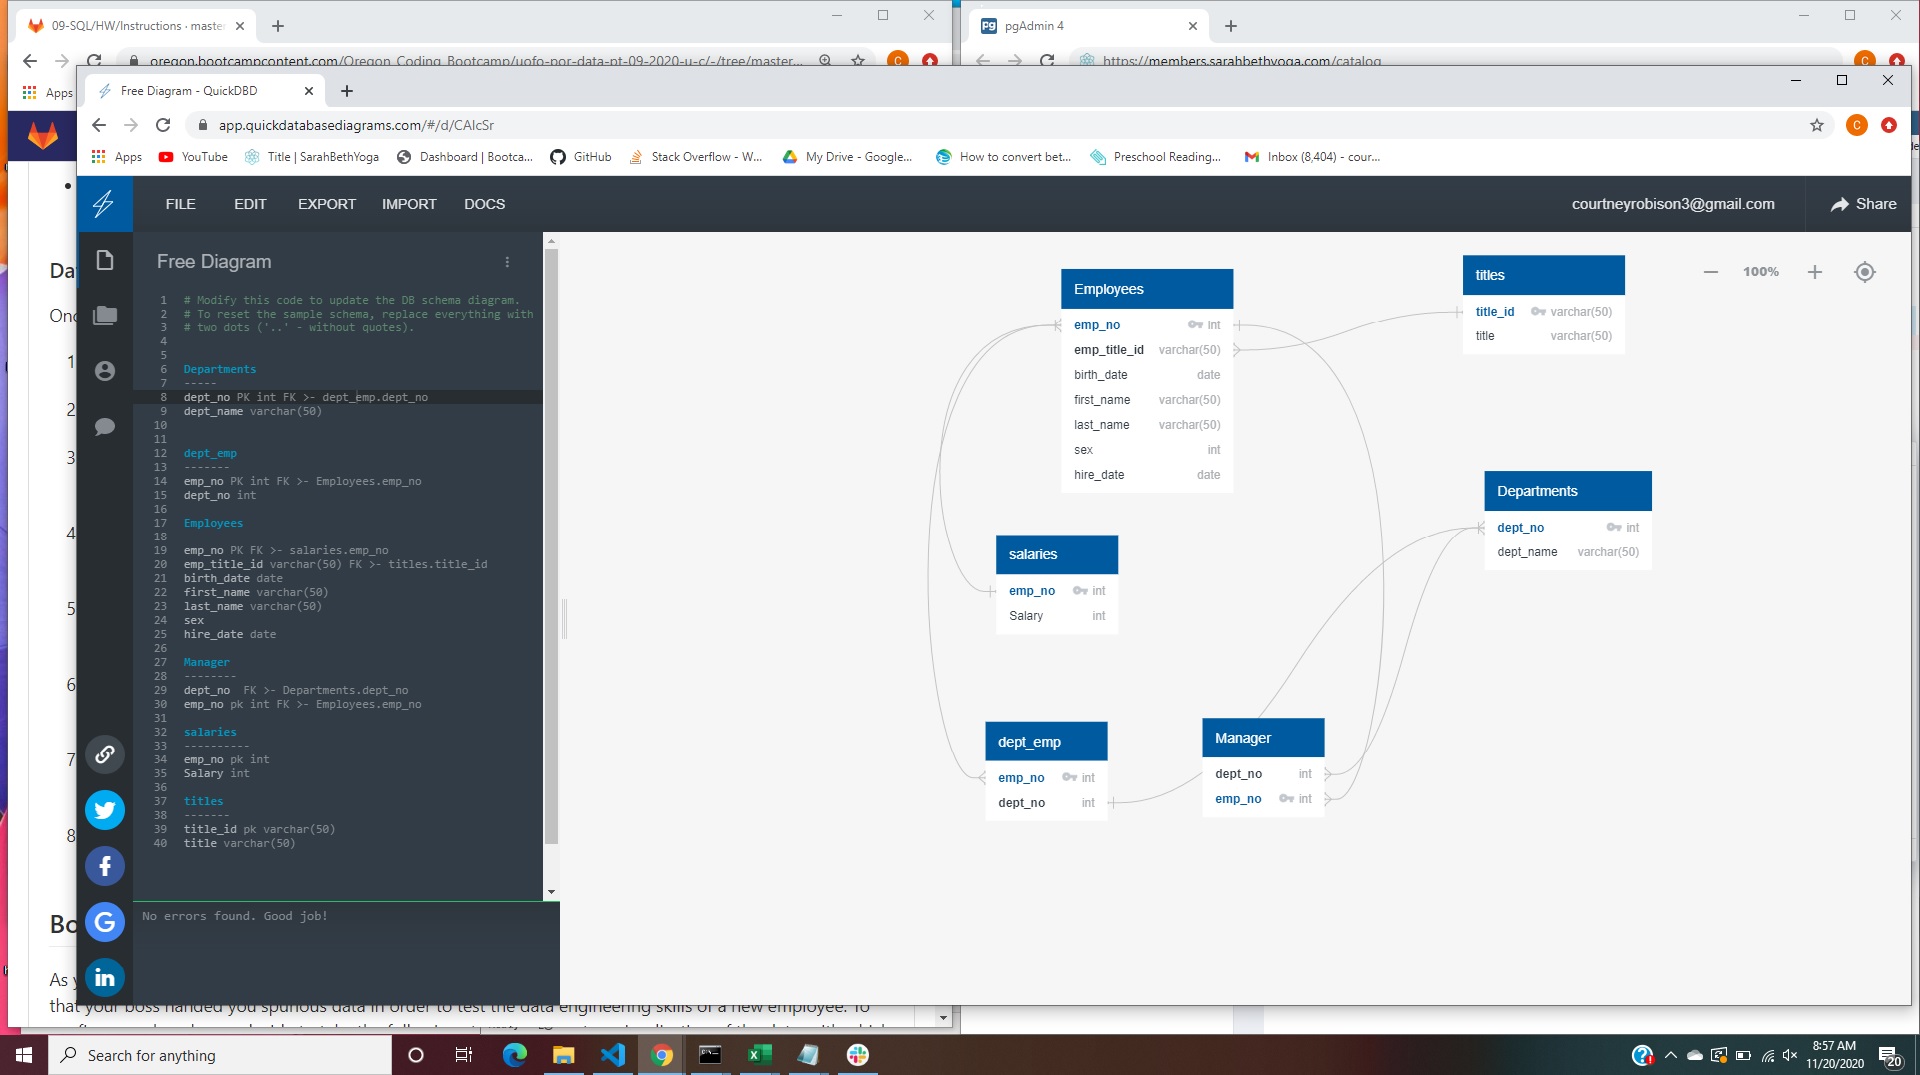 09-SQL/HW/Instructions · master
pgAdmin 4
oregon.bootcampcontent.com/Oregon_Coding_Bootcamp/uofo-por-data-pt-09-2020-u-c/-/tree/master...
https://members.sarahbethyoga.com/catalog
Apps
Free Diagram - QuickDBD
app.quickdatabasediagrams.com/#/d/CAIcSr
Apps YouTube Title | SarahBethYoga Dashboard | Bootca... GitHub Stack Overflow - W... My Drive - Google... How to convert bet... Preschool Reading... Inbox (8,404) - cour...
FILE EDIT EXPORT IMPORT DOCS
courtneyrobison3@gmail.com Share
Free Diagram
1 # Modify this code to update the DB schema diagram.
2 # To reset the sample schema, replace everything with
3 # two dots ('..' - without quotes).
4
5
6 Departments
7 -----
8 dept_no PK int FK >- dept_emp.dept_no
9 dept_name varchar(50)
10
11
12 dept_emp
13 -------
14 emp_no PK int FK >- Employees.emp_no
15 dept_no int
16
17 Employees
18
19 emp_no PK FK >- salaries.emp_no
20 emp_title_id varchar(50) FK >- titles.title_id
21 birth_date date
22 first_name varchar(50)
23 last_name varchar(50)
24 sex
25 hire_date date
26
27 Manager
28 --------
29 dept_no  FK >- Departments.dept_no
30 emp_no pk int FK >- Employees.emp_no
31
32 salaries
33 ----------
34 emp_no pk int
35 Salary int
36
37 titles
38 -------
39 title_id pk varchar(50)
40 title varchar(50)
No errors found. Good job!
Employees
emp_no int
emp_title_id varchar(50)
birth_date date
first_name varchar(50)
last_name varchar(50)
sex int
hire_date date
titles
title_id varchar(50)
title varchar(50)
100%
Departments
dept_no int
dept_name varchar(50)
salaries
emp_no int
Salary int
dept_emp
emp_no int
dept_no int
Manager
dept_no int
emp_no int
Da
Onc
1
2
3
4
5
6
7
8
Bo
As y
that your boss handed you spurious data in order to test the data engineering skills of a new employee. To
Search for anything
8:57 AM
11/20/2020
20